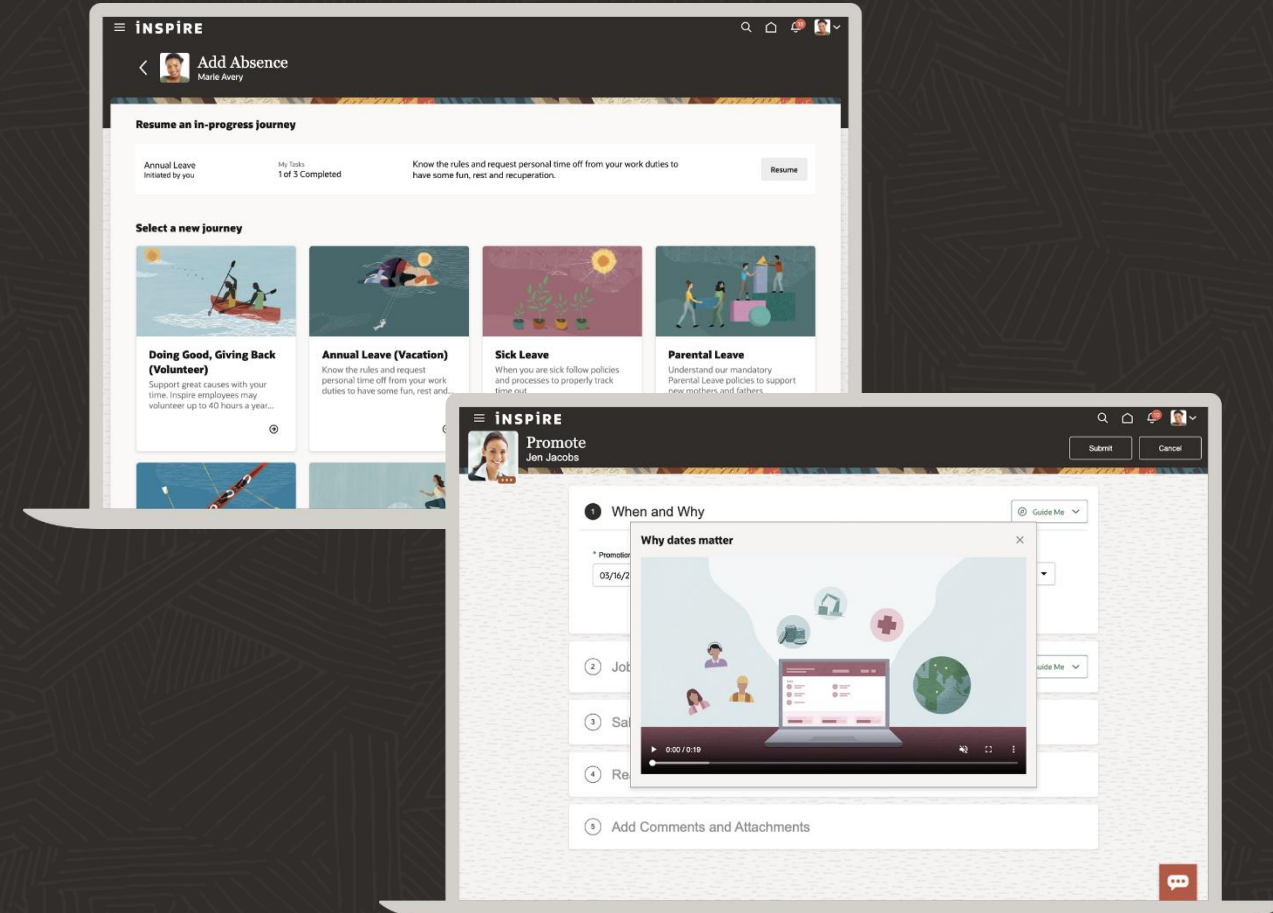 iNSPiRE
Add Absence
Marie Avery
Resume an in-progress journey
Annual Leave
Initiated by you
My Tasks
1 of 3 Completed
Know the rules and request personal time off from your work duties to
have some fun, rest and recuperation.
Resume
Select a new journey
Doing Good, Giving Back
(Volunteer)
Support great causes with your
time. Inspire employees may
volunteer up to 40 hours a year...
Annual Leave (Vacation)
Know the rules and request
personal time off from your work
duties to have some fun, rest and...
Sick Leave
When you are sick follow policies
and processes to properly track
time out
Parental Leave
Understand our mandatory
Parental Leave policies to support
new mothers and fathers
iNSPiRE
Promote
Jen Jacobs
Submit
Cancel
1 When and Why
Guide Me
Why dates matter
* Promotion
03/16/2
0:00 / 0:19
2 Job
Guide Me
3 Sal
4 Re
5 Add Comments and Attachments